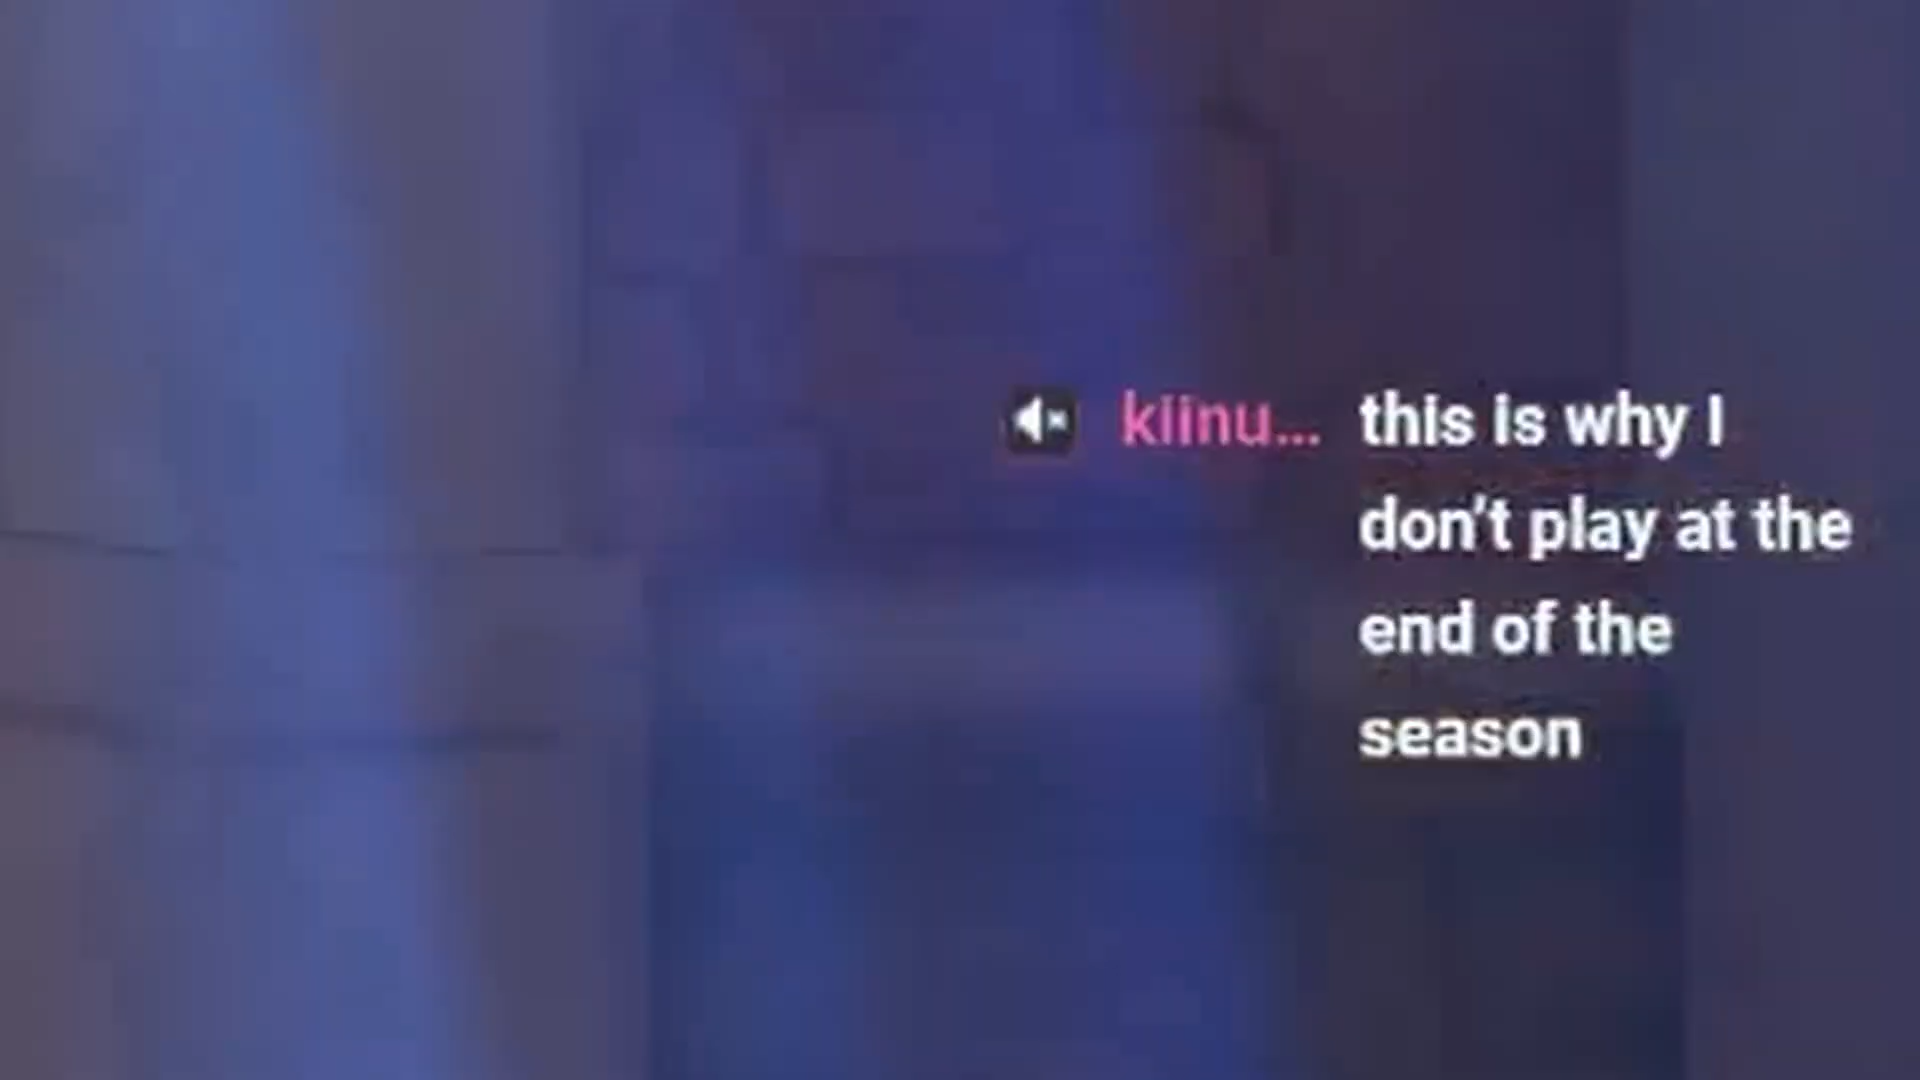 kiinu... this is why I
don't play at the
end of the
season